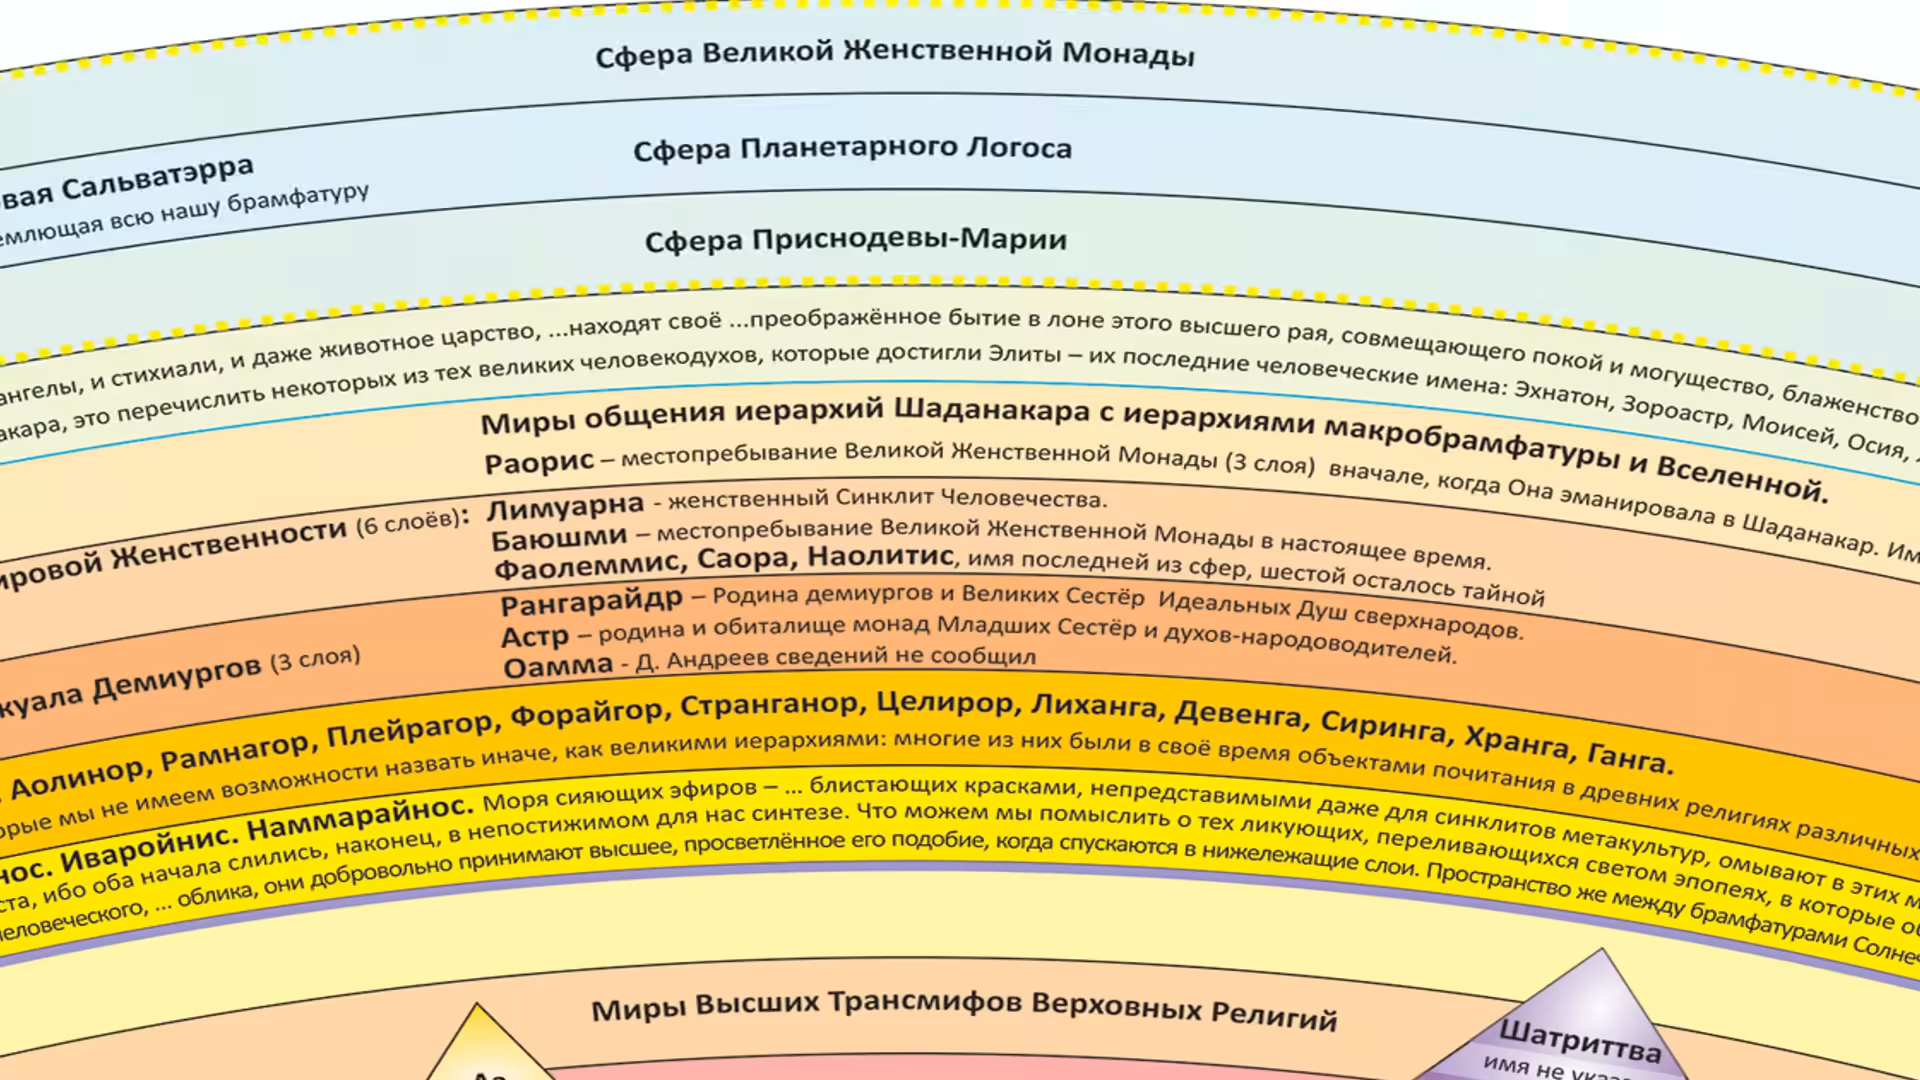 Сфера Великой Женственной Монады
вая Сальватэрра
Сфера Планетарного Логоса
емлющая всю нашу брамфатуру
Сфера Приснодевы-Марии
ангелы, и стихиали, и даже животное царство, ...находят своё ...преображённое бытие в лоне этого высшего рая, совмещающего покой и могущество, блаженство
акара, это перечислить некоторых из тех великих человекодухов, которые достигли Элиты – их последние человеческие имена: Эхнатон, Зороастр, Моисей, Осия,
Миры общения иерархий Шаданакара с иерархиями макробрамфатуры и Вселенной.
Раорис – местопребывание Великой Женственной Монады (3 слоя) вначале, когда Она эманировала в Шаданакар. Им
ировой Женственности (6 слоёв):
Лимуарна - женственный Синклит Человечества.
Баюшми – местопребывание Великой Женственной Монады в настоящее время.
Фаолеммис, Саора, Наолитис, имя последней из сфер, шестой осталось тайной
куала Демиургов (3 слоя)
Рангарайдр – Родина демиургов и Великих Сестёр Идеальных Душ сверхнародов.
Астр – родина и обиталище монад Младших Сестёр и духов-народоводителей.
Оамма - Д. Андреев сведений не сообщил
. Аолинор, Рамнагор, Плейрагор, Форайгор, Странганор, Целирор, Лиханга, Девенга, Сиринга, Хранга, Ганга.
орые мы не имеем возможности назвать иначе, как великими иерархиями: многие из них были в своё время объектами почитания в древних религиях различных
нос. Иваройнис. Наммарайнос. Моря сияющих эфиров – ... блистающих красками, непредставимыми даже для синклитов метакультур, омывают в этих м
ста, ибо оба начала слились, наконец, в непостижимом для нас синтезе. Что можем мы помыслить о тех ликующих, переливающихся светом эпопеях, в которые об
человеческого, ... облика, они добровольно принимают высшее, просветлённое его подобие, когда спускаются в нижележащие слои. Пространство же между брамфатурами Солнеч
Миры Высших Трансмифов Верховных Религий
Шатриттва
имя не указа